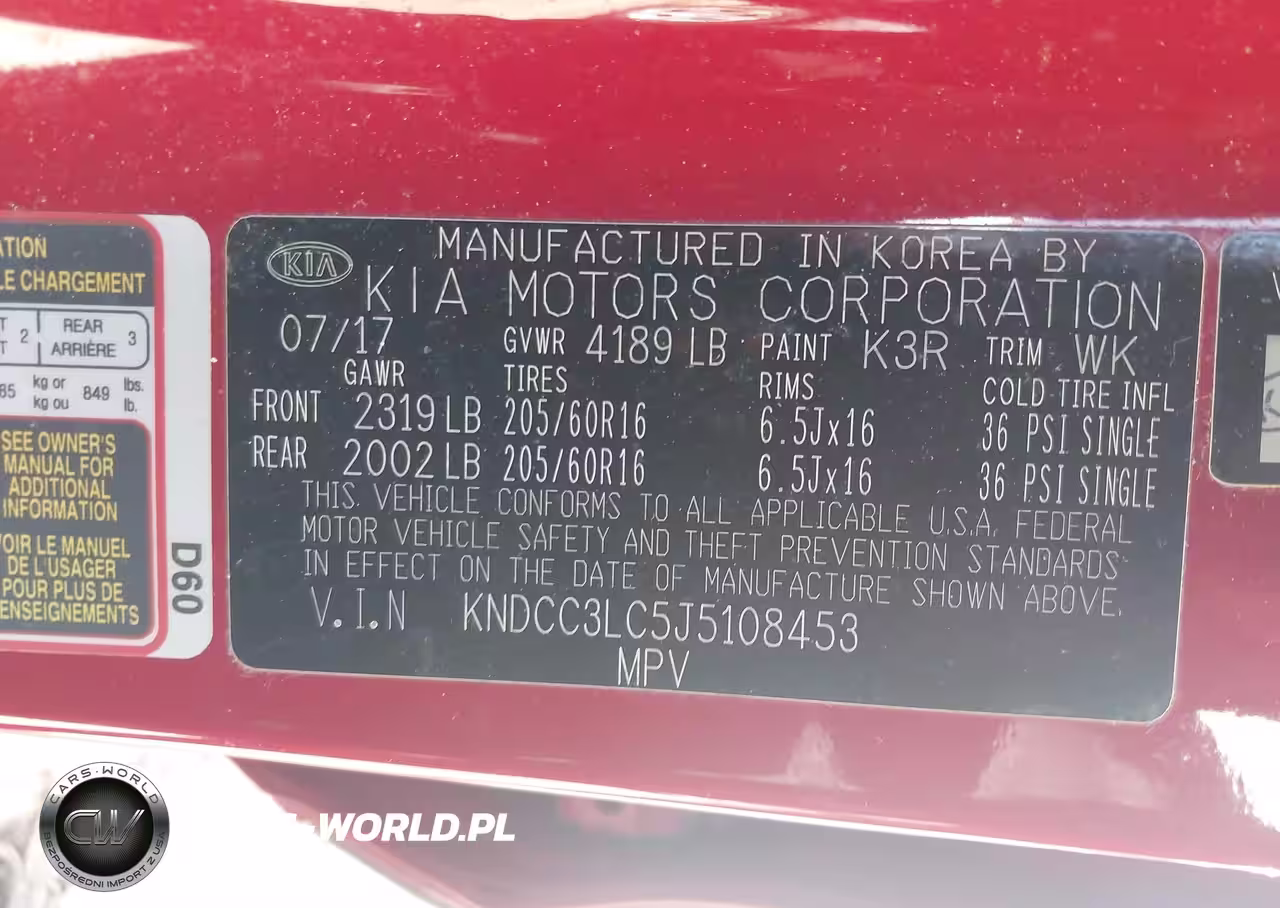 ATION
LE CHARGEMENT
T 2 REAR 3
T ARRIÈRE
85 kg or 849 lbs.
kg ou lb.
SEE OWNER'S
MANUAL FOR
ADDITIONAL
INFORMATION
VOIR LE MANUEL
DE L'USAGER
POUR PLUS DE
ENSEIGNEMENTS
D60
KIA
MANUFACTURED IN KOREA BY
KIA MOTORS CORPORATION
07/17 GVWR 4189 LB PAINT K3R TRIM WK
GAWR TIRES RIMS COLD TIRE INFL
FRONT 2319 LB 205/60R16 6.5Jx16 36 PSI SINGLE
REAR 2002 LB 205/60R16 6.5Jx16 36 PSI SINGLE
THIS VEHICLE CONFORMS TO ALL APPLICABLE U.S.A. FEDERAL
MOTOR VEHICLE SAFETY AND THEFT PREVENTION STANDARDS
IN EFFECT ON THE DATE OF MANUFACTURE SHOWN ABOVE.
V.I.N KNDCC3LC5J5108453
MPV
CARS-WORLD
CW
BEZPOŚREDNI IMPORT Z USA
-WORLD.PL